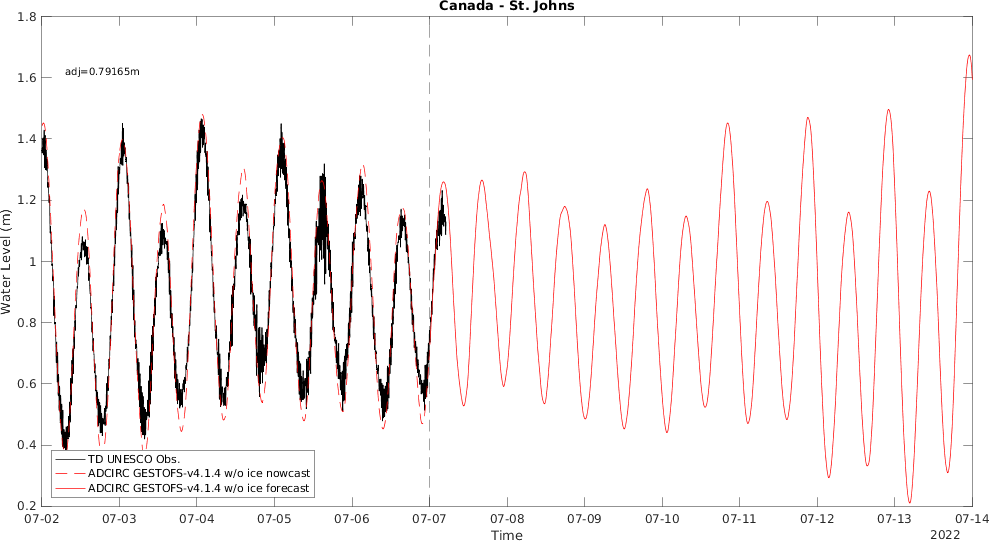 Canada - St. Johns
1.8
1.6
1.4
1.2
1
0.8
0.6
0.4
0.2
Water Level (m)
adj=0.79165m
TD UNESCO Obs.
ADCIRC GESTOFS-v4.1.4 w/o ice nowcast
ADCIRC GESTOFS-v4.1.4 w/o ice forecast
07-02 07-03 07-04 07-05 07-06 07-07 07-08 07-09 07-10 07-11 07-12 07-13 07-14
Time
2022